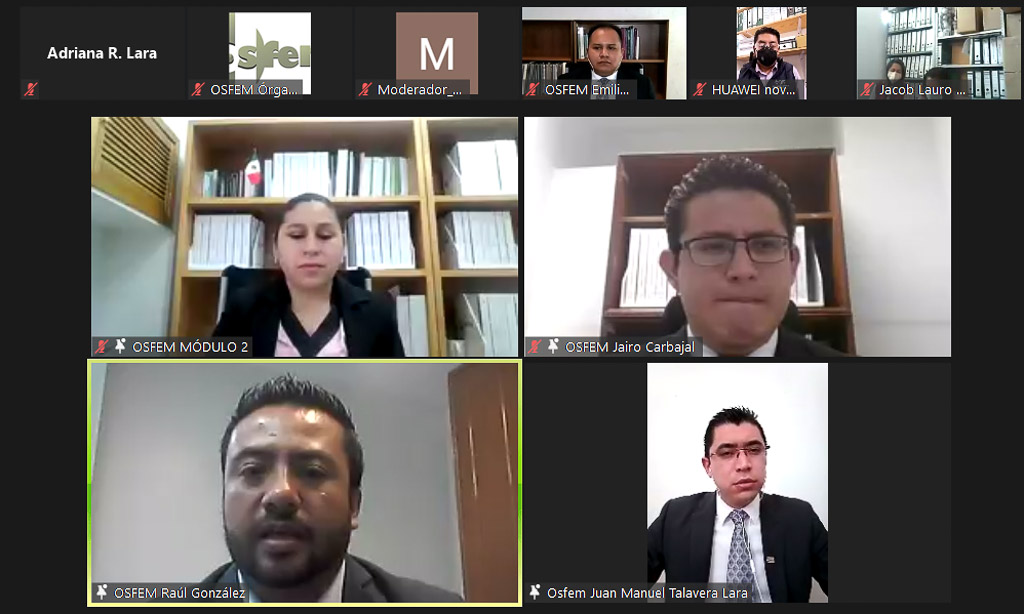 Adriana R. Lara
osfem
OSFEM Órga...
M
Moderador_...
OSFEM Emili...
HUAWEI nov...
Jacob Lauro ...
OSFEM MÓDULO 2
OSFEM Jairo Carbajal
OSFEM Raúl González
Osfem Juan Manuel Talavera Lara